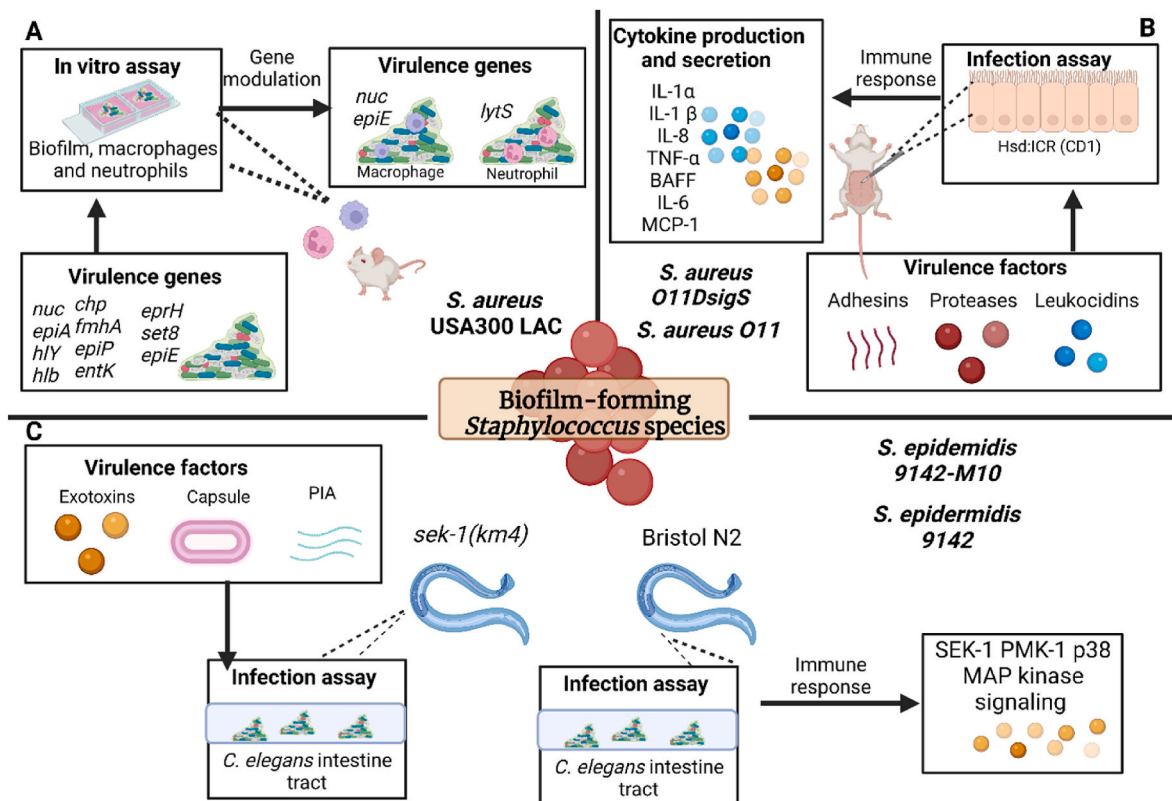 A
In vitro assay
Biofilm, macrophages
and neutrophils
Gene
modulation
Virulence genes
nuc
epiE
lytS
Macrophage
Neutrophil
Virulence genes
nuc chp eprH
epiA fmhA set8
hlY epiP epiE
hlb entK
S. aureus
USA300 LAC
B
Cytokine production
and secretion
IL-1α
IL-1 β
IL-8
TNF-α
BAFF
IL-6
MCP-1
Immune
response
Infection assay
Hsd:ICR (CD1)
Virulence factors
Adhesins Proteases Leukocidins
S. aureus
O11DsigS
S. aureus O11
Biofilm-forming
Staphylococcus species
C
Virulence factors
Exotoxins Capsule PIA
sek-1(km4)
Bristol N2
S. epidemidis
9142-M10
S. epidermidis
9142
Infection assay
C. elegans intestine
tract
Infection assay
C. elegans intestine
tract
Immune
response
SEK-1 PMK-1 p38
MAP kinase
signaling